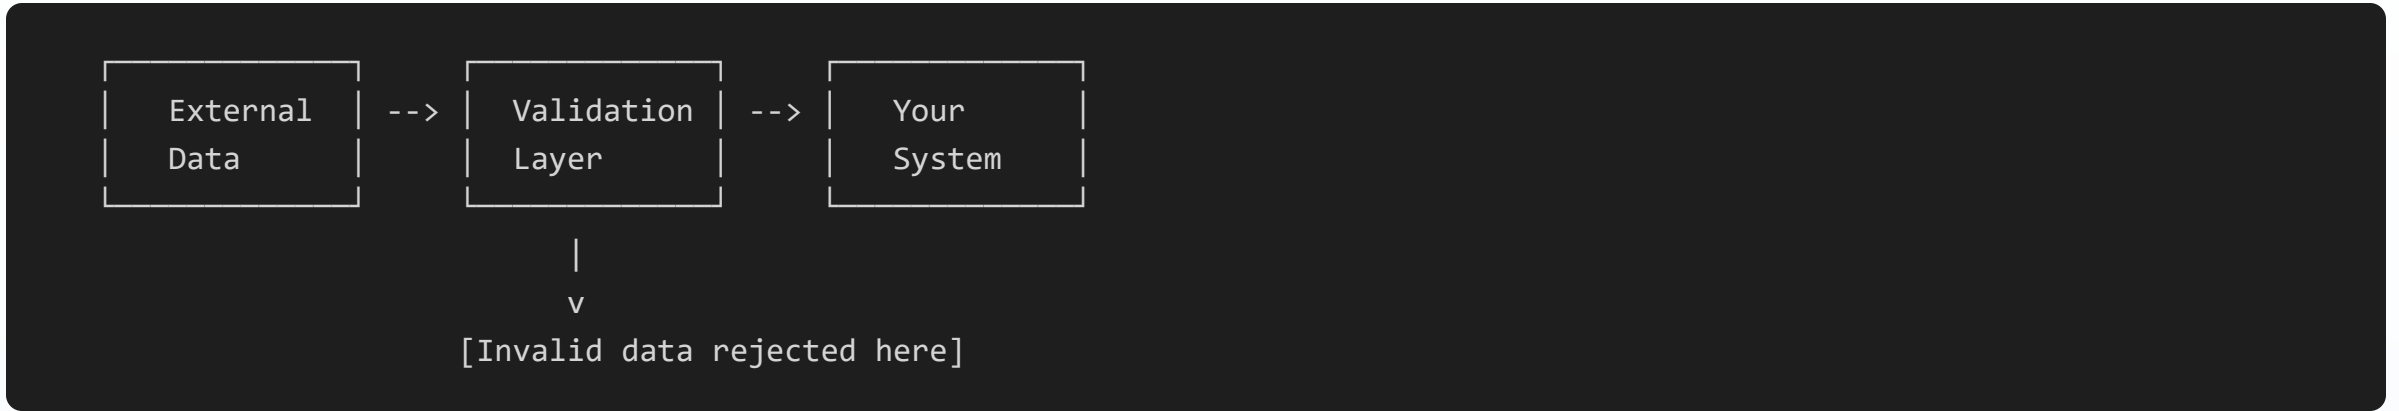 ┌──────────────┐     ┌──────────────┐     ┌──────────────┐
│   External   │ --> │  Validation  │ --> │   Your       │
│   Data       │     │  Layer       │     │   System     │
└──────────────┘     └──────────────┘     └──────────────┘
|
v
[Invalid data rejected here]